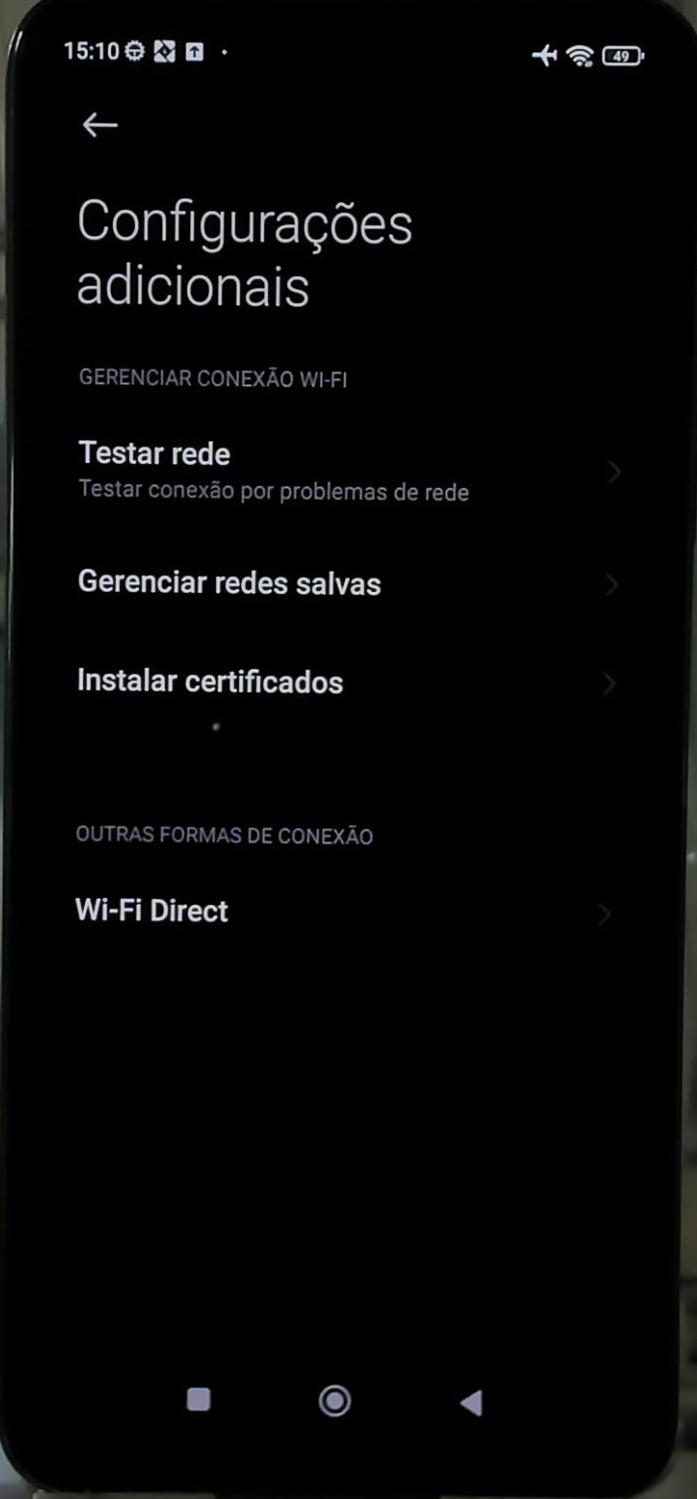 15:10
49
Configurações
adicionais
GERENCIAR CONEXÃO WI-FI
Testar rede
Testar conexão por problemas de rede
Gerenciar redes salvas
Instalar certificados
OUTRAS FORMAS DE CONEXÃO
Wi-Fi Direct